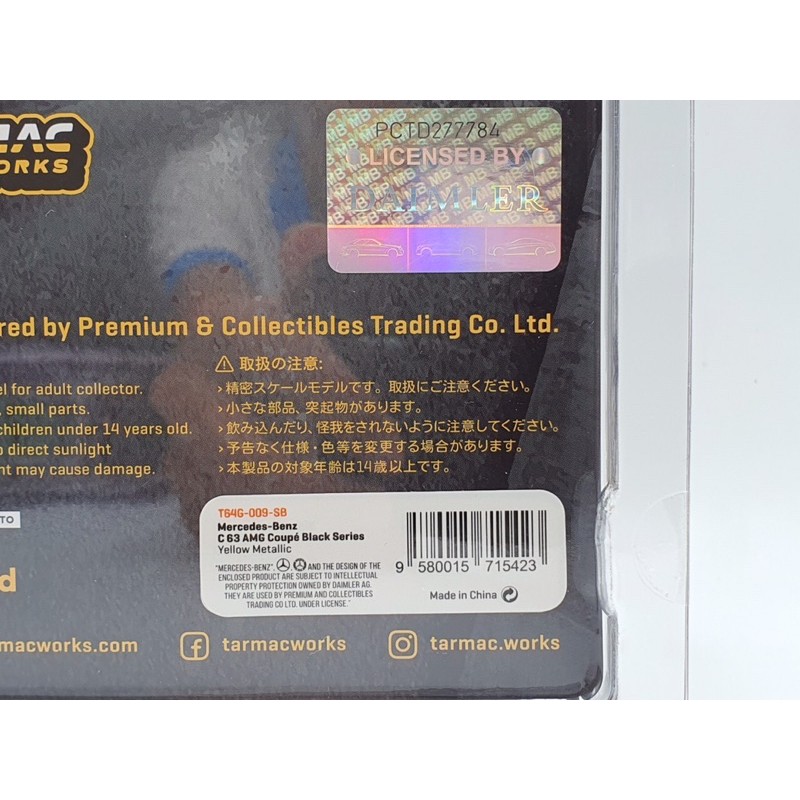 MAC
ORKS
PCTD277784
LICENSED BY
DAIMLER
red by Premium & Collectibles Trading Co. Ltd.
el for adult collector.
, small parts.
children under 14 years old.
o direct sunlight
nt may cause damage.
⚠ 取扱の注意:
›精密スケールモデルです。取扱にご注意ください。
›小さな部品、突起物があります。
›飲み込んだり、怪我をされないように注意してください。
›予告なく仕様・色等を変更する場合があります。
›本製品の対象年齢は14歳以上です。
TO
d
T64G-009-SB
Mercedes-Benz
C 63 AMG Coupé Black Series
Yellow Metallic
"MERCEDES-BENZ", AND THE DESIGN OF THE
ENCLOSED PRODUCT ARE SUBJECT TO INTELLECTUAL
PROPERTY PROTECTION OWNED BY DAIMLER AG.
THEY ARE USED BY PREMIUM AND COLLECTIBLES
TRADING CO LTD. UNDER LICENSE."
9 580015 715423
Made in China
macworks.com
tarmacworks
tarmac.works